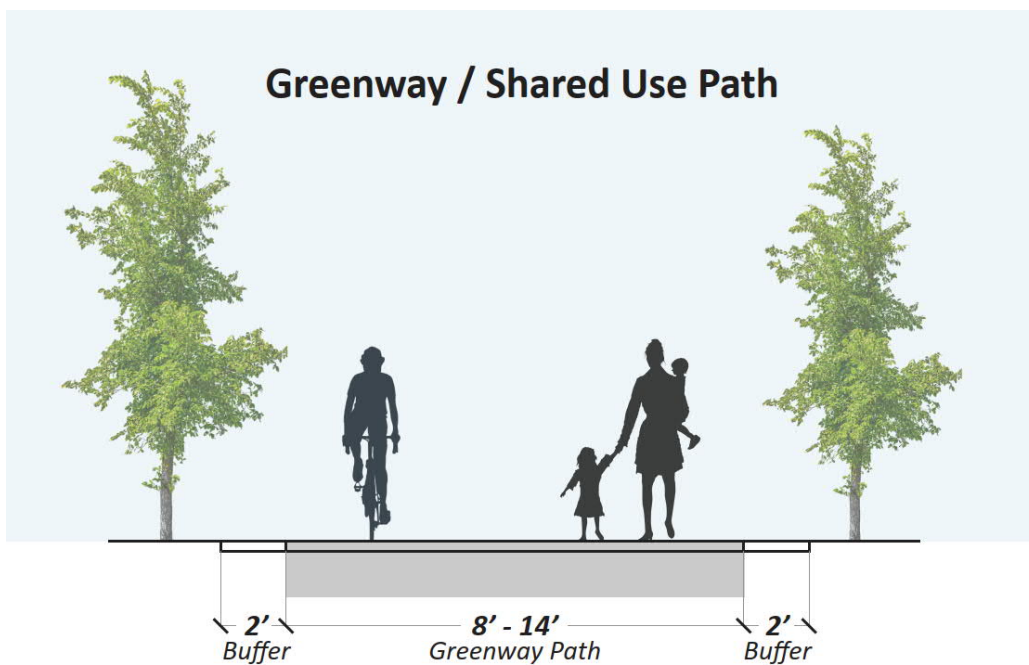 Greenway / Shared Use Path
2’ 8’ - 14’ 2’
Buffer Greenway Path Buffer